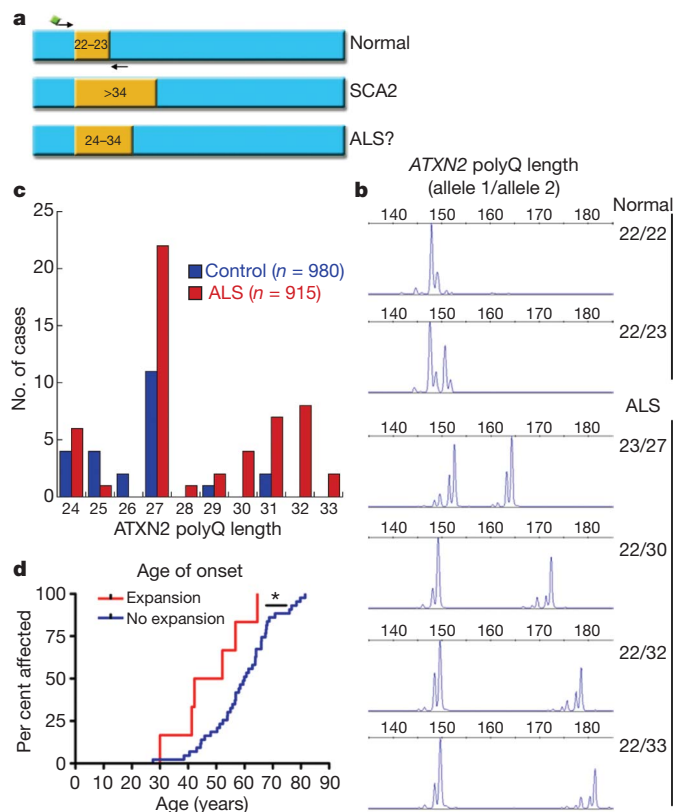 a
22–23
Normal
>34
SCA2
24–34
ALS?
c
25
20
15
10
5
0
No. of cases
Control (n = 980)
ALS (n = 915)
24 25 26 27 28 29 30 31 32 33
ATXN2 polyQ length
d
Age of onset
Expansion
No expansion
*
100
75
50
25
0
Per cent affected
0 10 20 30 40 50 60 70 80 90
Age (years)
ATXN2 polyQ length
(allele 1/allele 2)
b
Normal
140 150 160 170 180
22/22
140 150 160 170 180
22/23
ALS
140 150 160 170 180
23/27
140 150 160 170 180
22/30
140 150 160 170 180
22/32
140 150 160 170 180
22/33